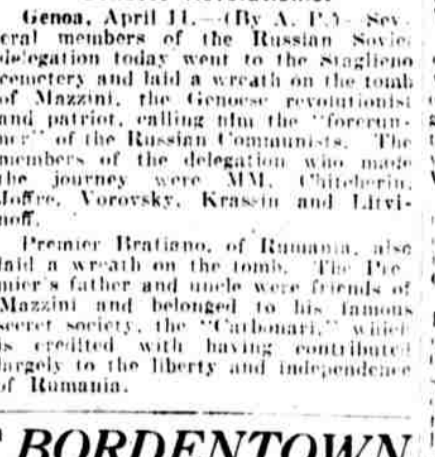 Genoa, April 11.—(By A. P.)—Sev-
eral members of the Russian Soviet
delegation today went to the Staglieno
cemetery and laid a wreath on the tomb
of Mazzini, the Genoese revolutionist
and patriot, calling him the "forerun-
ner" of the Russian Communists. The
members of the delegation who made
the journey were MM. Chitcherin,
Joffre, Vorovsky, Krassin and Litvi-
noff.
Premier Bratiano, of Rumania, also
laid a wreath on the tomb. The Pre-
mier's father and uncle were friends of
Mazzini and belonged to his famous
secret society, the "Carbonari," which
is credited with having contributed
largely to the liberty and independence
of Rumania.
BORDENTOWN